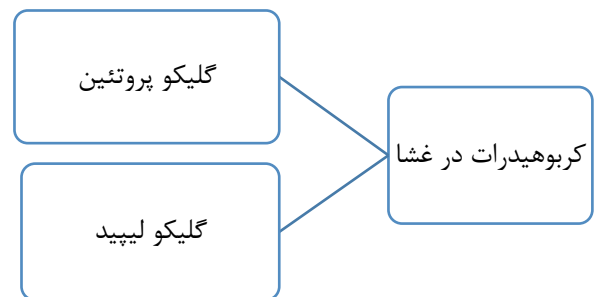 کربوهیدرات در غشا
گلیکو پروتئین
گلیکو لیپید